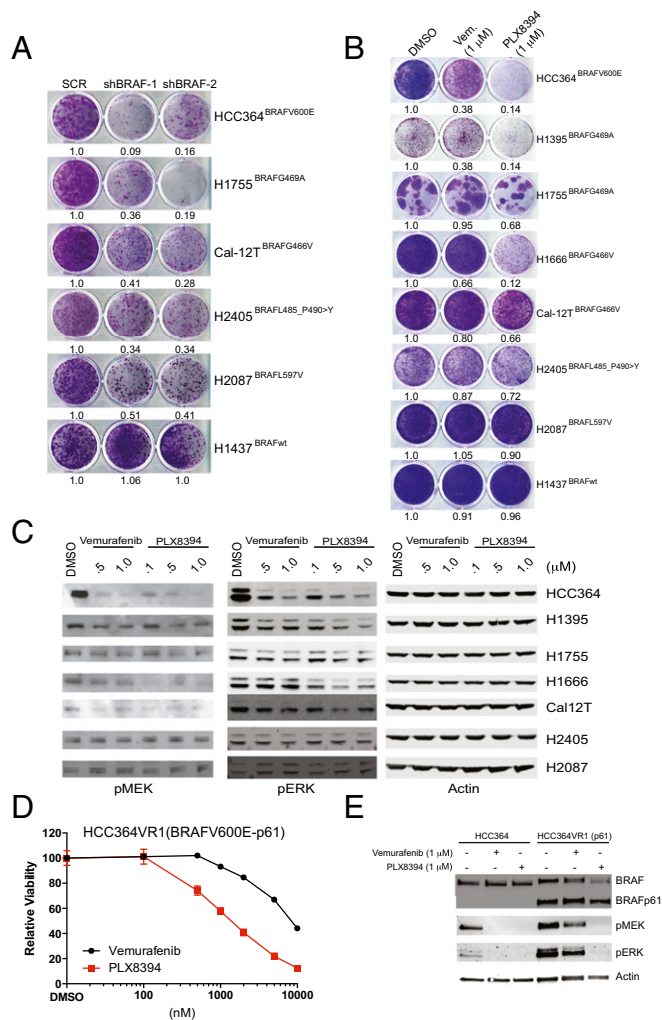 A
SCR shBRAF-1 shBRAF-2
HCC364BRAFV600E
1.0 0.09 0.16
H1755BRAFG469A
1.0 0.36 0.19
Cal-12TBRAFG466V
1.0 0.41 0.28
H2405BRAFL485_P490>Y
1.0 0.34 0.34
H2087BRAFL597V
1.0 0.51 0.41
H1437BRAFwt
1.0 1.06 1.0
B
DMSO Vem. (1 μM) PLX8394 (1 μM)
HCC364BRAFV600E
1.0 0.38 0.14
H1395BRAFG469A
1.0 0.38 0.14
H1755BRAFG469A
1.0 0.95 0.68
H1666BRAFG466V
1.0 0.66 0.12
Cal-12TBRAFG466V
1.0 0.80 0.66
H2405BRAFL485_P490>Y
1.0 0.87 0.72
H2087BRAFL597V
1.0 1.05 0.90
H1437BRAFwt
1.0 0.91 0.96
C
Vemurafenib PLX8394 Vemurafenib PLX8394 Vemurafenib PLX8394
DMSO .5 1.0 .1 .5 1.0 DMSO .5 1.0 .1 .5 1.0 DMSO .5 1.0 .1 .5 1.0 (μM)
HCC364
H1395
H1755
H1666
Cal12T
H2405
H2087
pMEK pERK Actin
D
HCC364VR1(BRAFV600E-p61)
Relative Viability
120
100
80
60
40
20
0
Vemurafenib
PLX8394
DMSO 100 1000 10000
(nM)
E
HCC364 HCC364VR1 (p61)
Vemurafenib (1 μM) - + - - + -
PLX8394 (1 μM) - - + - - +
BRAF
BRAFp61
pMEK
pERK
Actin